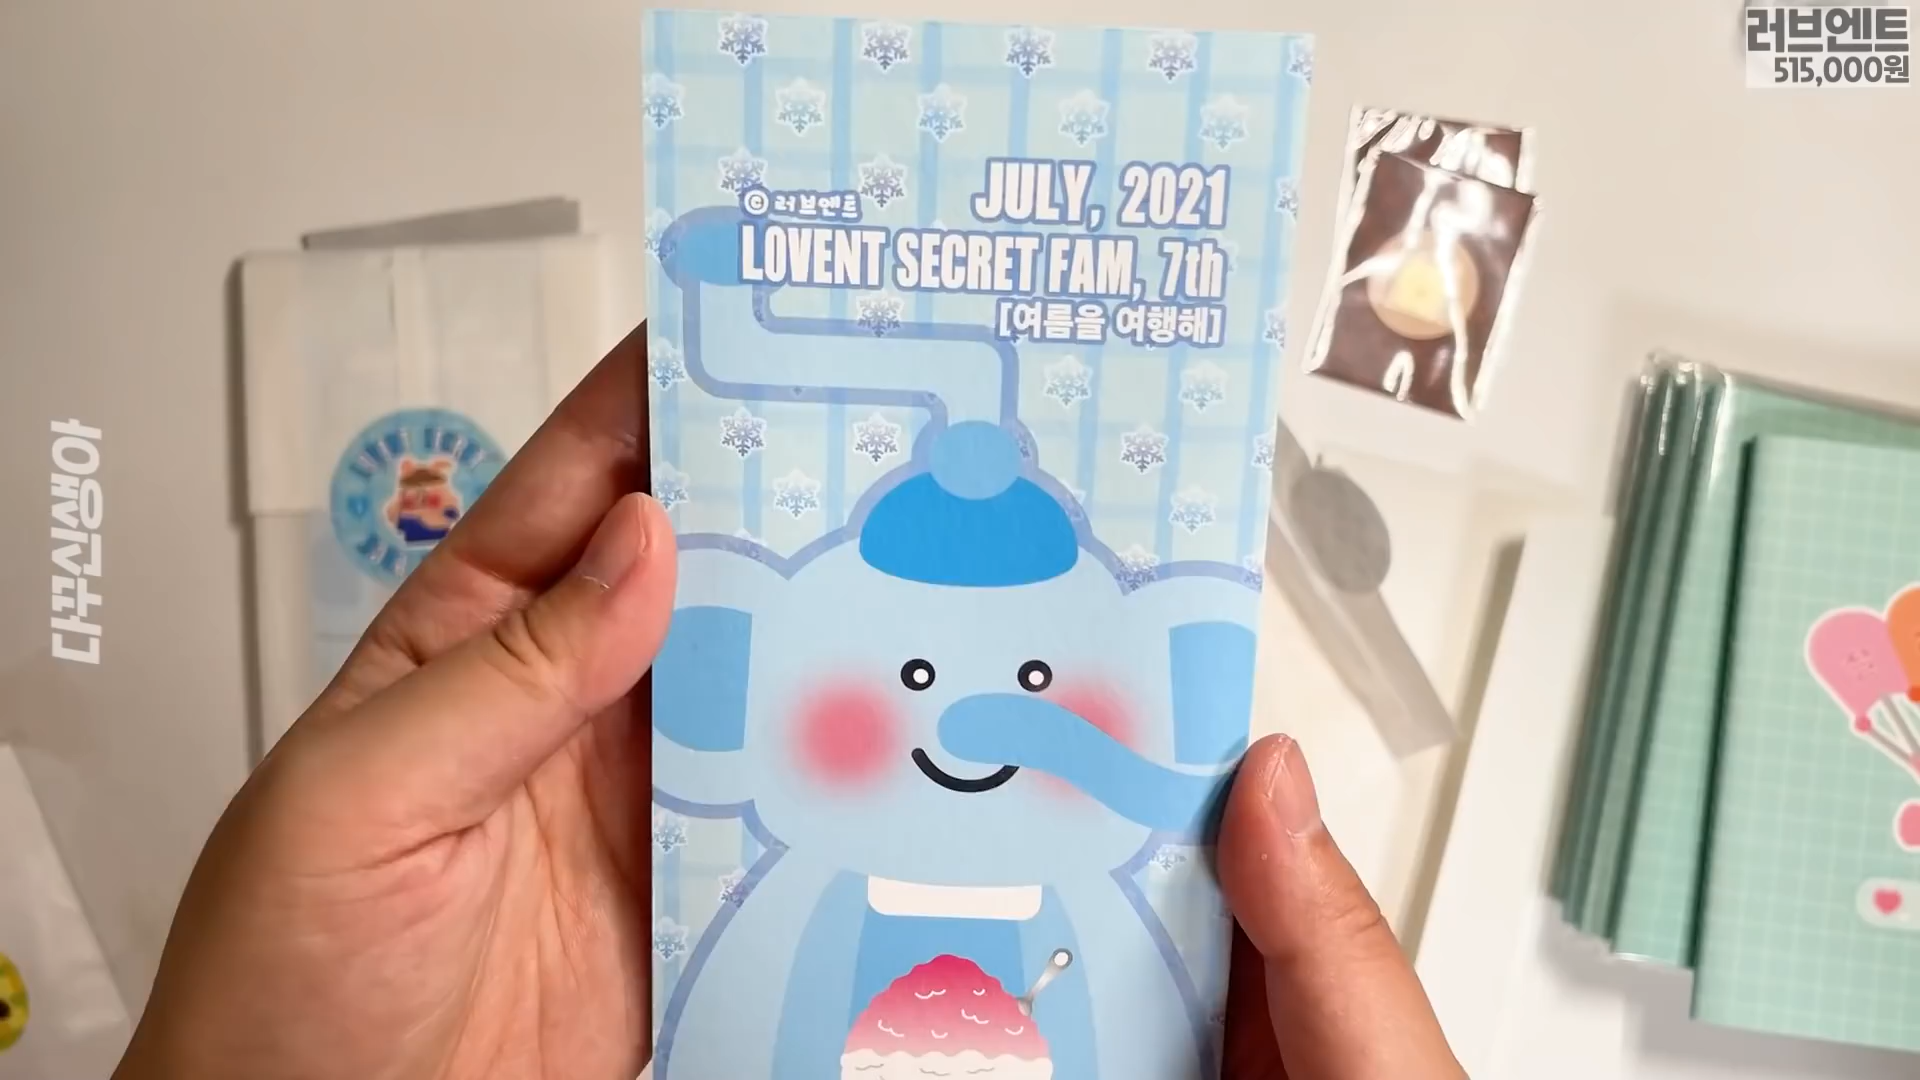 러브엔트
515,000원
JULY, 2021
©러브엔트
LOVENT SECRET FAM, 7th
[여름을 여행해]
다꾸신생아